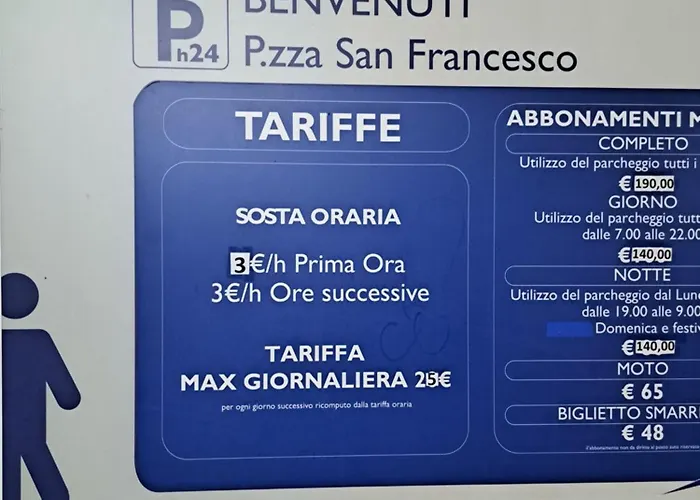 BENVENUTI
P
h24
P.zza San Francesco
TARIFFE
SOSTA ORARIA
3€/h Prima Ora
3€/h Ore successive
TARIFFA
MAX GIORNALIERA 25€
per ogni giorno successivo ricomputo dalla tariffa oraria
ABBONAMENTI M
COMPLETO
Utilizzo del parcheggio tutti i
€ 190,00
GIORNO
Utilizzo del parcheggio tutt
dalle 7.00 alle 22.00
€ 140,00
NOTTE
Utilizzo del parcheggio dal Lun
dalle 19.00 alle 9.00
Domenica e festiv
€ 140,00
MOTO
€ 65
BIGLIETTO SMARR
€ 48